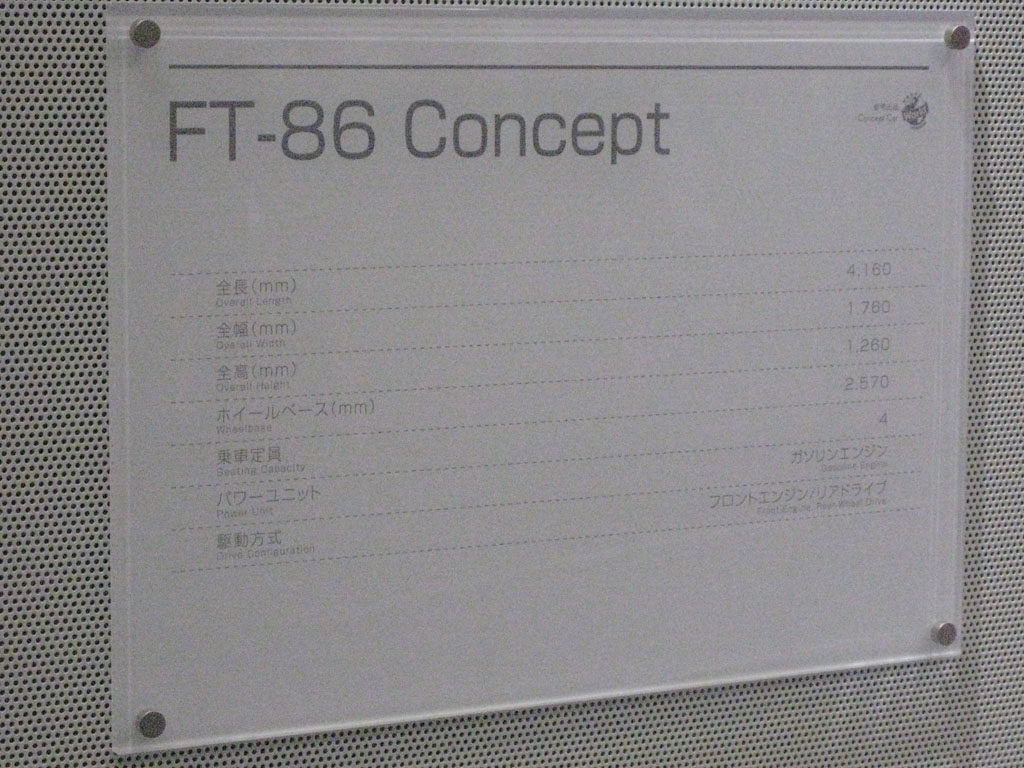 FT-86 Concept
Concept Car
全長(mm) 4,160
Overall Length
全幅(mm) 1,760
Overall Width
全高(mm) 1,260
Overall Height
ホイールベース(mm) 2,570
Wheelbase
乗車定員 4
Seating Capacity
パワーユニット ガソリンエンジン
Power Unit Gasoline Engine
駆動方式 フロントエンジン/リアドライブ
Drive Configuration Front Engine, Rear Wheel Drive